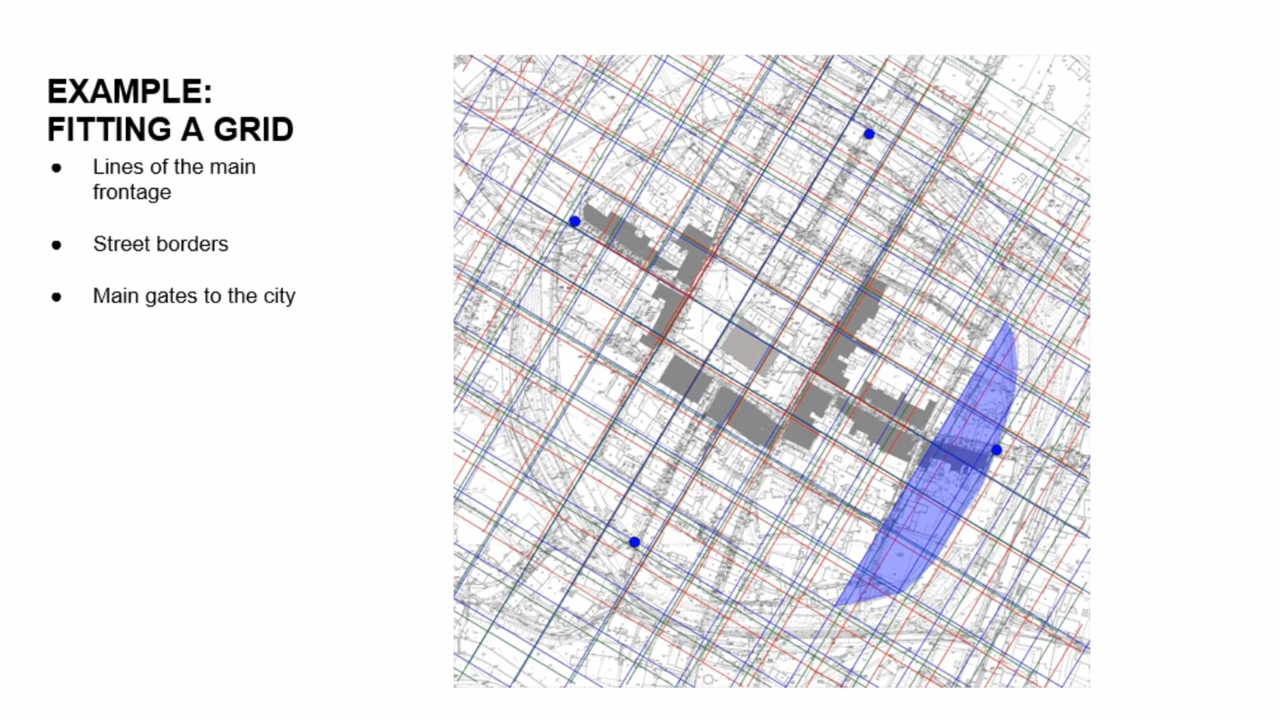 EXAMPLE:
FITTING A GRID
● Lines of the main
frontage
● Street borders
● Main gates to the city